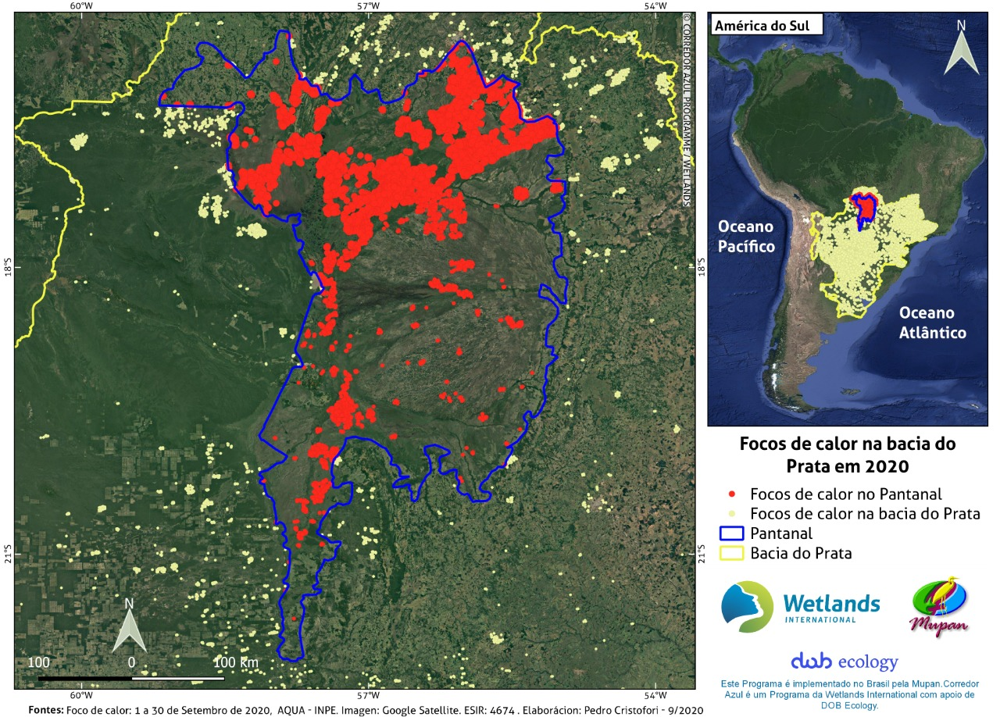 60°W
57°W
54°W
© CORREDOR AZUL PROGRAMME / WETLANDS
18°S
18°S
21°S
21°S
N
100 0 100 Km
60°W
57°W
54°W
América do Sul
N
Oceano
Pacífico
Oceano
Atlântico
Focos de calor na bacia do
Prata em 2020
Focos de calor no Pantanal
Focos de calor na bacia do Prata
Pantanal
Bacia do Prata
Wetlands
INTERNATIONAL
Mupan
dob ecology
Este Programa é implementado no Brasil pela Mupan.Corredor
Azul é um Programa da Wetlands International com apoio de
DOB Ecology.
Fontes: Foco de calor: 1 a 30 de Setembro de 2020, AQUA - INPE. Imagen: Google Satellite. ESIR: 4674 . Elaborácion: Pedro Cristofori - 9/2020